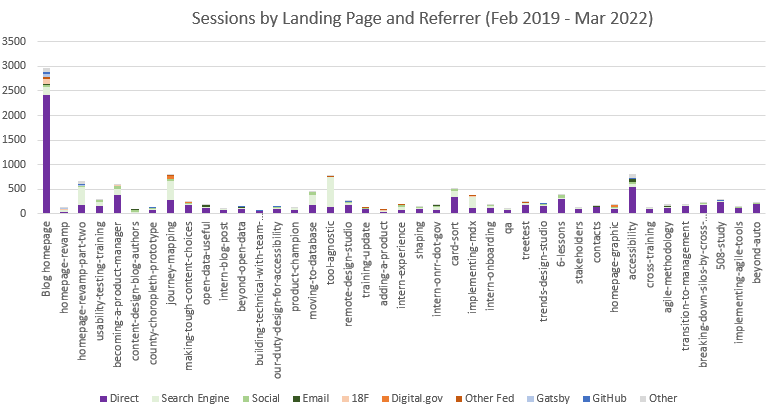 Sessions by Landing Page and Referrer (Feb 2019 - Mar 2022)
3500
3000
2500
2000
1500
1000
500
0
Blog homepage
homepage-revamp
homepage-revamp-part-two
usability-testing-training
becoming-a-product-manager
content-design-blog-authors
county-choropleth-prototype
journey-mapping
making-tough-content-choices
open-data-useful
intern-blog-post
beyond-open-data
building-technical-with-team-…
our-duty-design-for-accessibility
product-champion
moving-to-database
tool-agnostic
remote-design-studio
training-update
adding-a-product
intern-experience
shaping
intern-onrr-dot-gov
card-sort
implementing-mdx
intern-onboarding
qa
treetest
trends-design-studio
6-lessons
stakeholders
contacts
homepage-graphic
accessibility
cross-training
agile-methodology
transition-to-management
breaking-down-silos-by-cross-…
508-study
implementing-agile-tools
beyond-auto
Direct Search Engine Social Email 18F Digital.gov Other Fed Gatsby GitHub Other